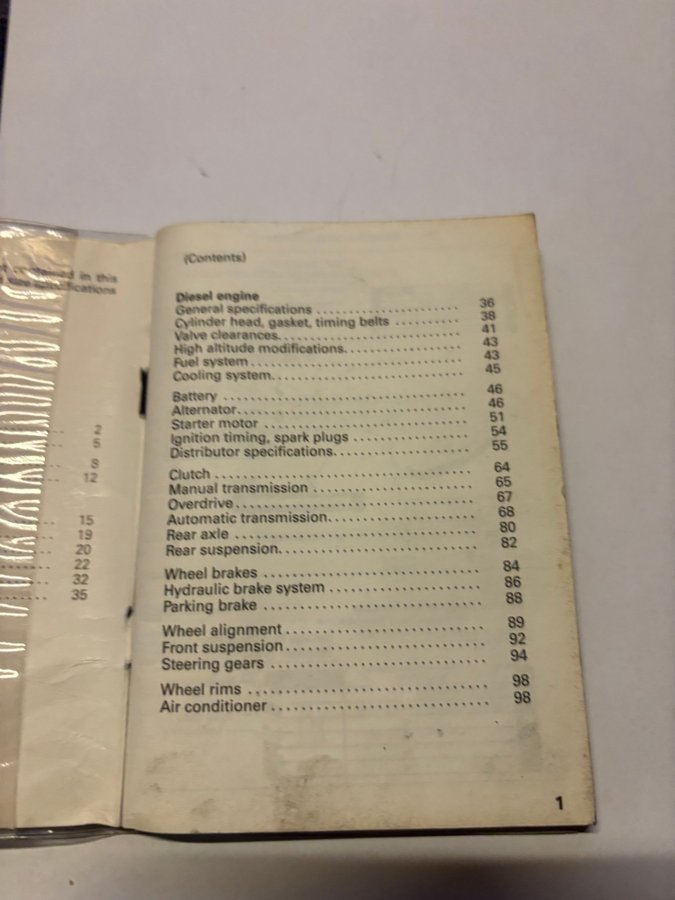 contained in this
specifications
2
5
8
12
15
19
20
22
32
35
(Contents)
Diesel engine
General specifications ........................ 36
Cylinder head, gasket, timing belts .......... 38
Valve clearances............................. 41
High altitude modifications................... 43
Fuel system .................................. 43
Cooling system............................... 45
Battery ...................................... 46
Alternator................................... 46
Starter motor ................................ 51
Ignition timing, spark plugs ................. 54
Distributor specifications.................... 55
Clutch ....................................... 64
Manual transmission .......................... 65
Overdrive.................................... 67
Automatic transmission....................... 68
Rear axle .................................... 80
Rear suspension.............................. 82
Wheel brakes ................................. 84
Hydraulic brake system ....................... 86
Parking brake ................................ 88
Wheel alignment.............................. 89
Front suspension............................. 92
Steering gears ............................... 94
Wheel rims ................................... 98
Air conditioner.............................. 98
1